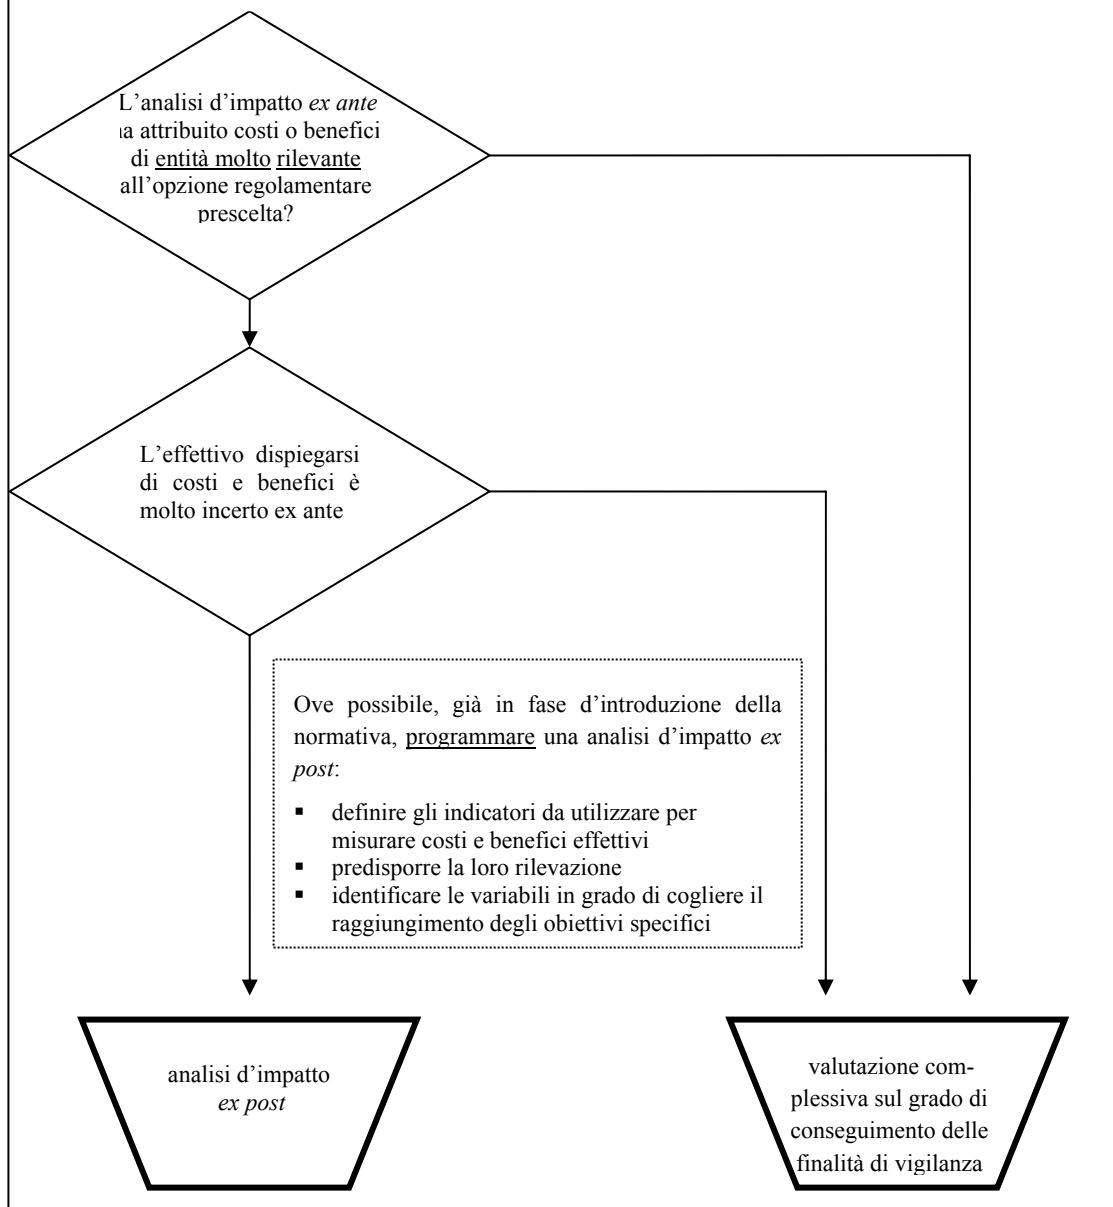 L’analisi d’impatto ex ante
ha attribuito costi o benefici
di entità molto rilevante
all’opzione regolamentare
prescelta?
L’effettivo dispiegarsi
di costi e benefici è
molto incerto ex ante
Ove possibile, già in fase d’introduzione della
normativa, programmare una analisi d’impatto ex
post:
▪ definire gli indicatori da utilizzare per
misurare costi e benefici effettivi
▪ predisporre la loro rilevazione
▪ identificare le variabili in grado di cogliere il
raggiungimento degli obiettivi specifici
analisi d’impatto
ex post
valutazione com-
plessiva sul grado di
conseguimento delle
finalità di vigilanza